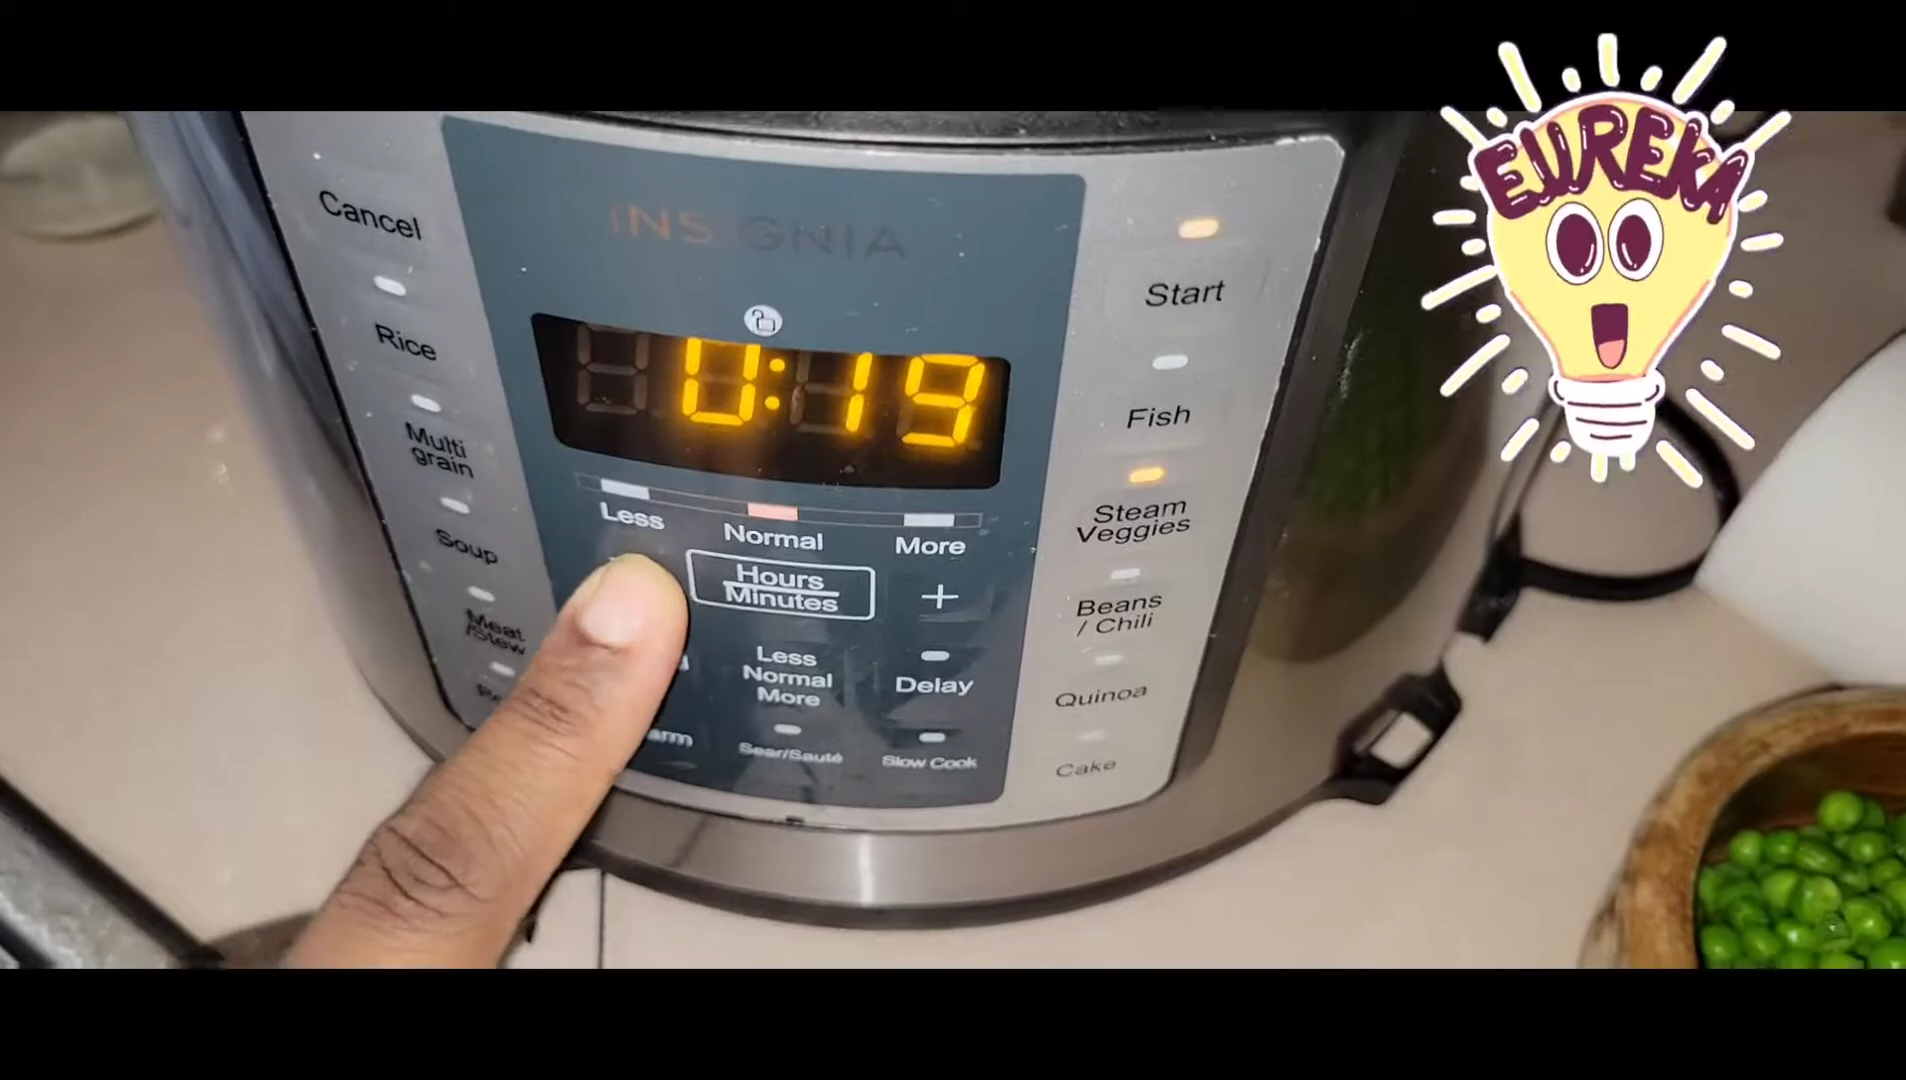 EUREKA
INSIGNIA
Cancel
Rice
Multi
grain
Soup
Meat
/Stew
0:19
Less
Normal
More
Hours
Minutes
+
Less
Normal
More
Delay
Sear/Sauté
Slow Cook
Start
Fish
Steam
Veggies
Beans
/ Chili
Quinoa
Cake